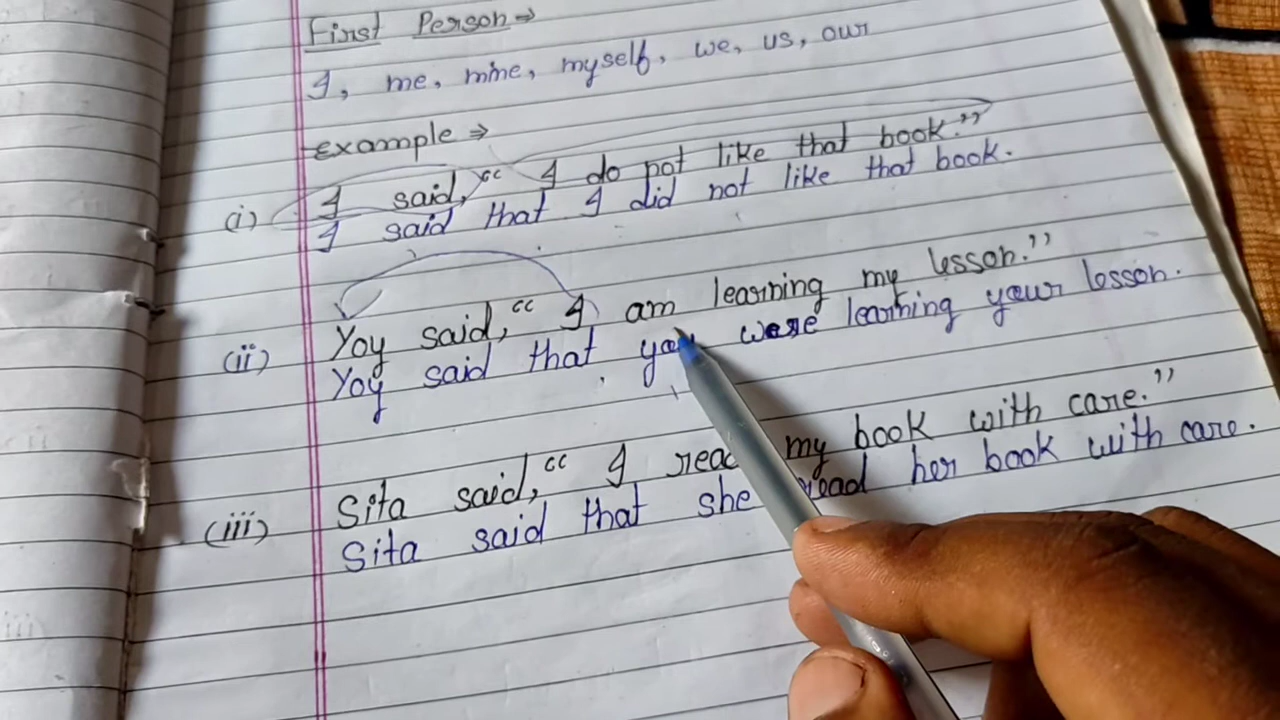 First Person→
I, me, mine, myself, we, us, our
example ⇒
(i) I said, “ I do not like that book.”
I said that I did not like that book.
(ii) Yoy said, “ I am learning my lesson.”
Yoy said that you were learning your lesson.
(iii) Sita said, “ I read my book with care.”
Sita said that she read her book with care.